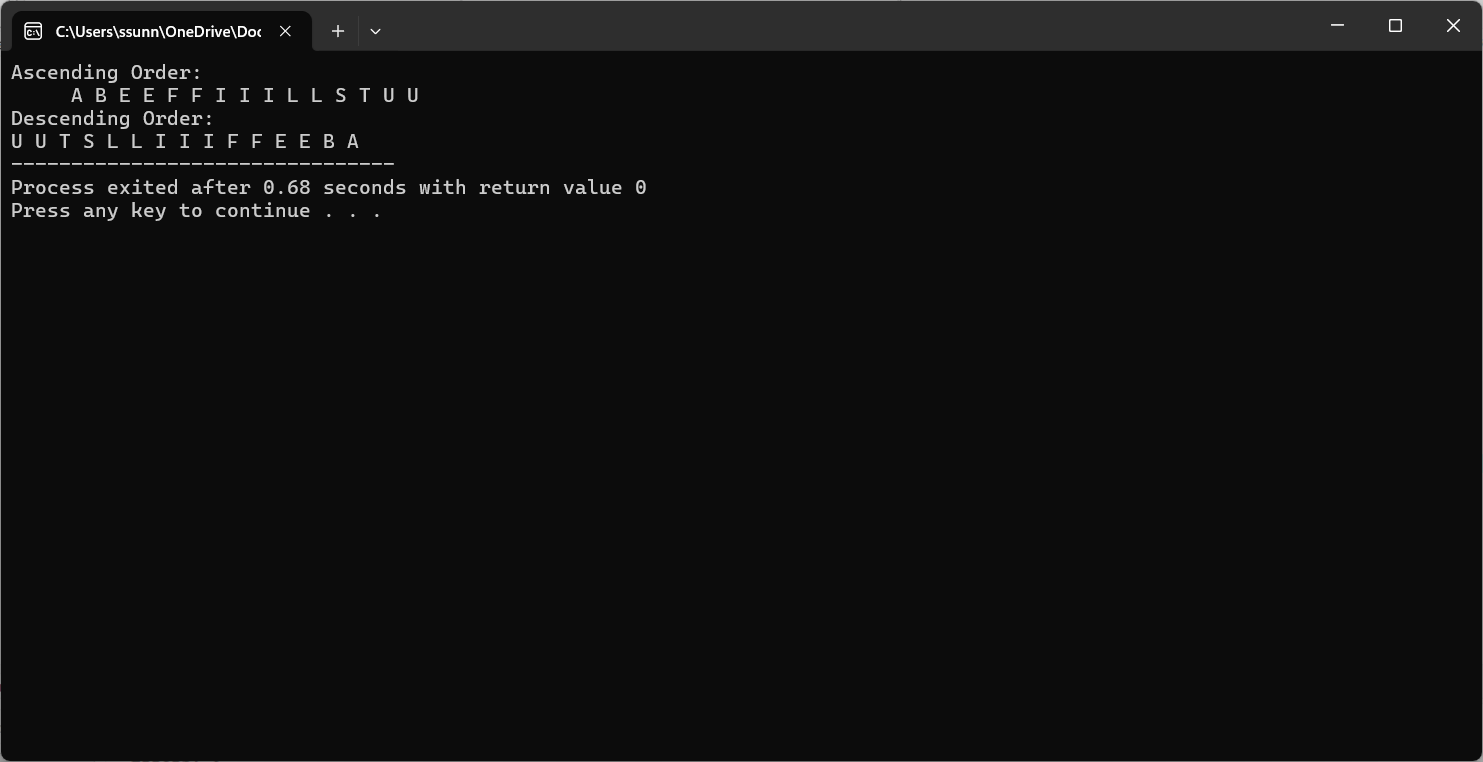 C:\Users\ssunn\OneDrive\Doc
Ascending Order:
     A B E E F F I I I L L S T U U
Descending Order:
U U T S L L I I I F F E E B A
--------------------------------
Process exited after 0.68 seconds with return value 0
Press any key to continue . . .